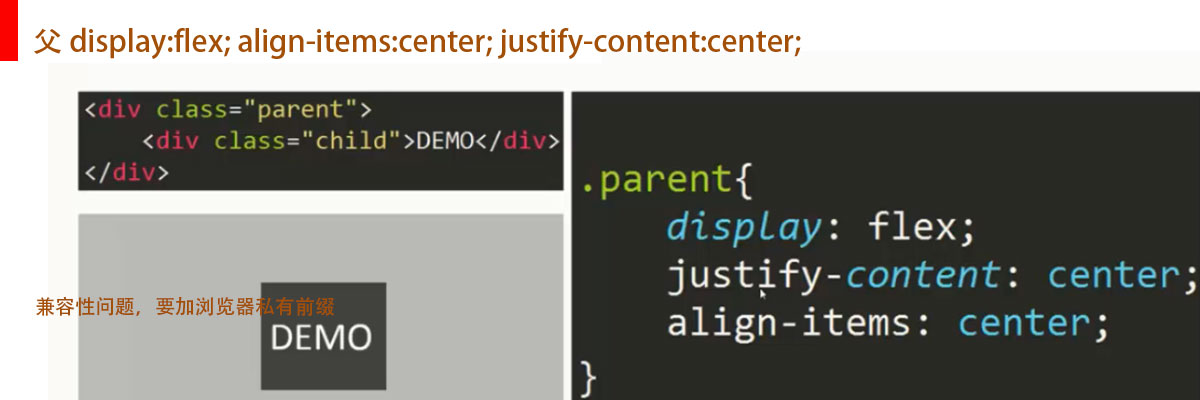 父 display:flex; align-items:center; justify-content:center;
<div class="parent">
    <div class="child">DEMO</div>
</div>
.parent{
    display: flex;
    justify-content: center;
    align-items: center;
}
兼容性问题，要加浏览器私有前缀
DEMO